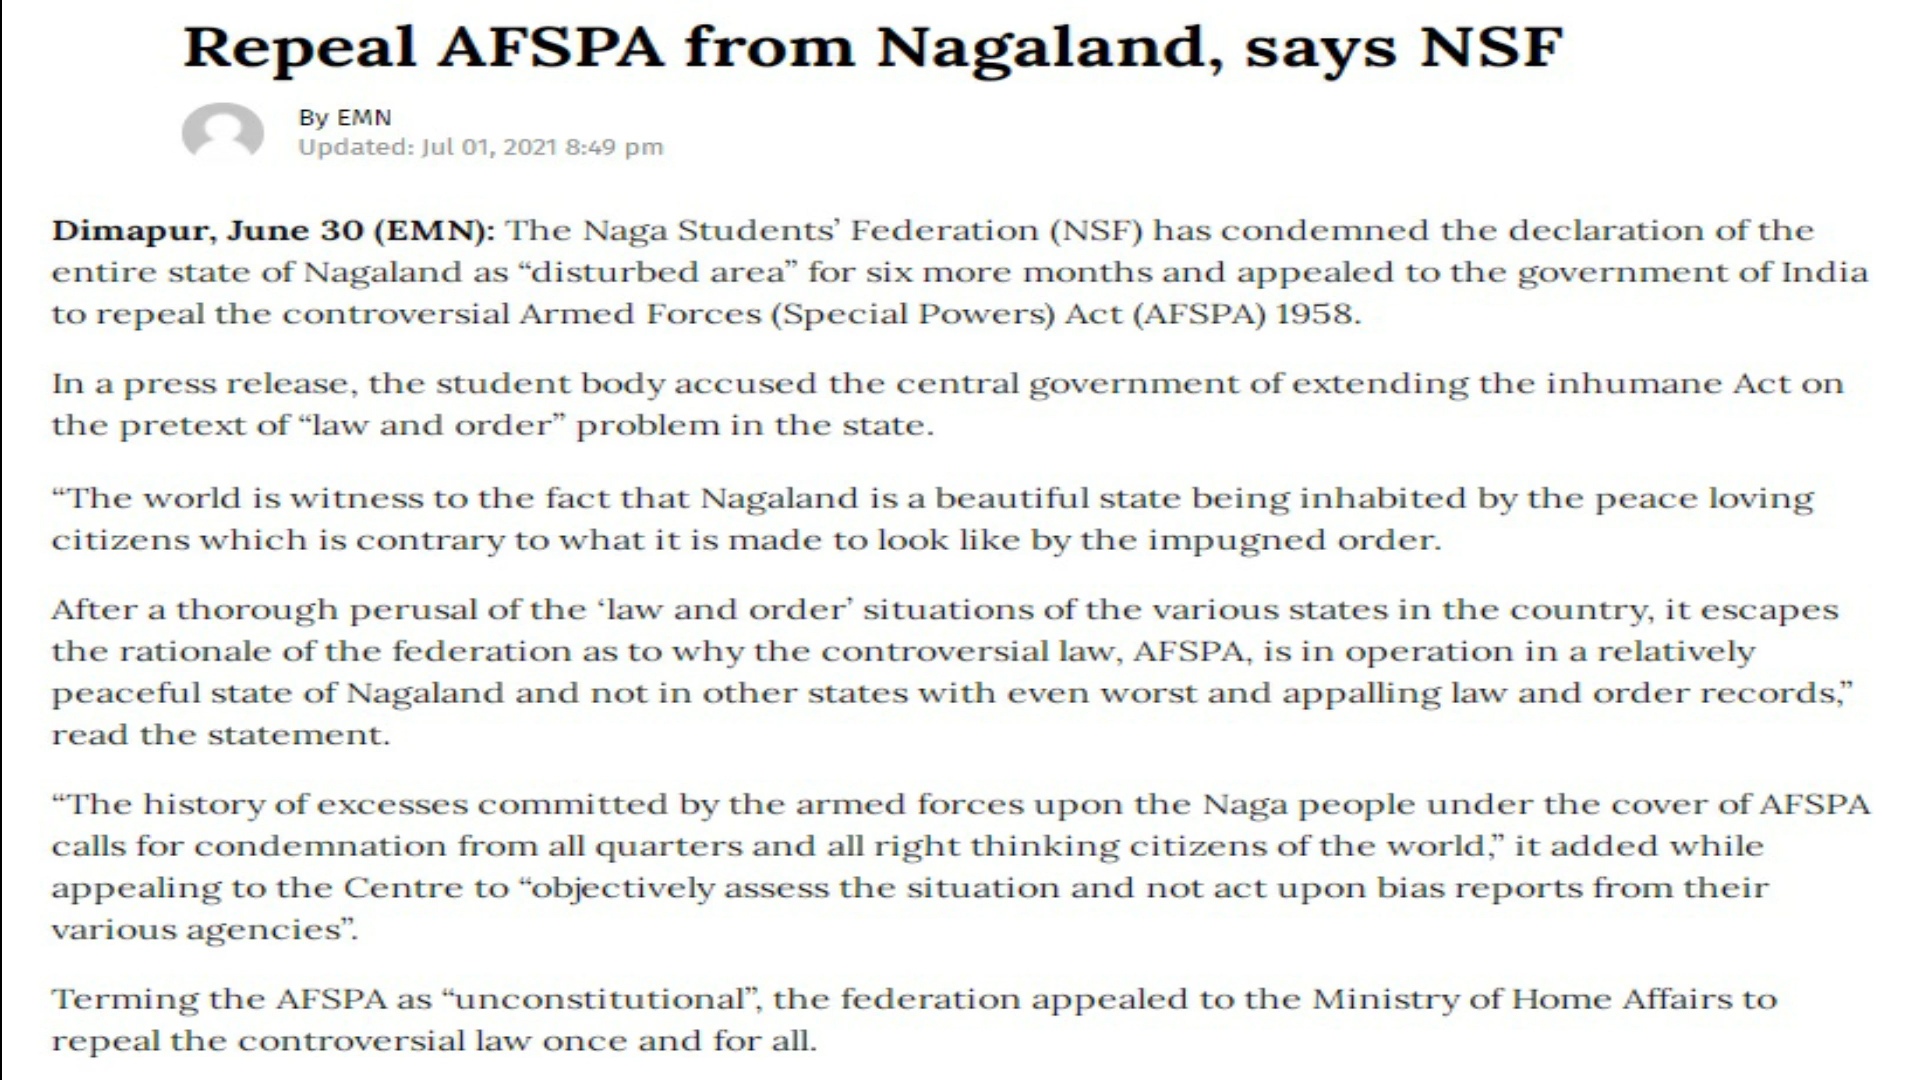 Repeal AFSPA from Nagaland, says NSF
By EMN
Updated: Jul 01, 2021 8:49 pm
Dimapur, June 30 (EMN): The Naga Students’ Federation (NSF) has condemned the declaration of the
entire state of Nagaland as “disturbed area” for six more months and appealed to the government of India
to repeal the controversial Armed Forces (Special Powers) Act (AFSPA) 1958.
In a press release, the student body accused the central government of extending the inhumane Act on
the pretext of “law and order” problem in the state.
“The world is witness to the fact that Nagaland is a beautiful state being inhabited by the peace loving
citizens which is contrary to what it is made to look like by the impugned order.
After a thorough perusal of the ‘law and order’ situations of the various states in the country, it escapes
the rationale of the federation as to why the controversial law, AFSPA, is in operation in a relatively
peaceful state of Nagaland and not in other states with even worst and appalling law and order records,”
read the statement.
“The history of excesses committed by the armed forces upon the Naga people under the cover of AFSPA
calls for condemnation from all quarters and all right thinking citizens of the world,” it added while
appealing to the Centre to “objectively assess the situation and not act upon bias reports from their
various agencies”.
Terming the AFSPA as “unconstitutional”, the federation appealed to the Ministry of Home Affairs to
repeal the controversial law once and for all.